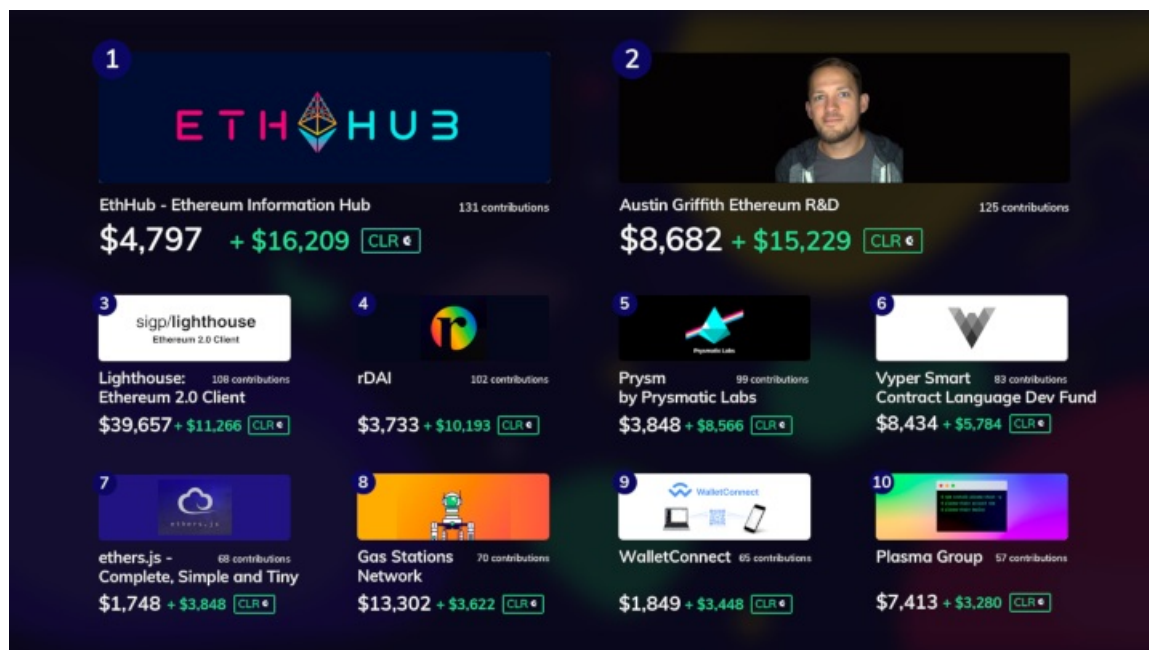 1
ETH HUB
EthHub - Ethereum Information Hub
131 contributions
$4,797 + $16,209 CLR
2
Austin Griffith Ethereum R&D
125 contributions
$8,682 + $15,229 CLR
3
sigp/lighthouse
Ethereum 2.0 Client
Lighthouse: 108 contributions
Ethereum 2.0 Client
$39,657 + $11,266 CLR
4
r
rDAI 102 contributions
$3,733 + $10,193 CLR
5
Prysmatic Labs
Prysm 99 contributions
by Prysmatic Labs
$3,848 + $8,566 CLR
6
Vyper Smart 83 contributions
Contract Language Dev Fund
$8,434 + $5,784 CLR
7
ethers.js
ethers.js - 68 contributions
Complete, Simple and Tiny
$1,748 + $3,848 CLR
8
Gas Stations 70 contributions
Network
$13,302 + $3,622 CLR
9
WalletConnect
WalletConnect 65 contributions
$1,849 + $3,448 CLR
10
Plasma Group 57 contributions
$7,413 + $3,280 CLR